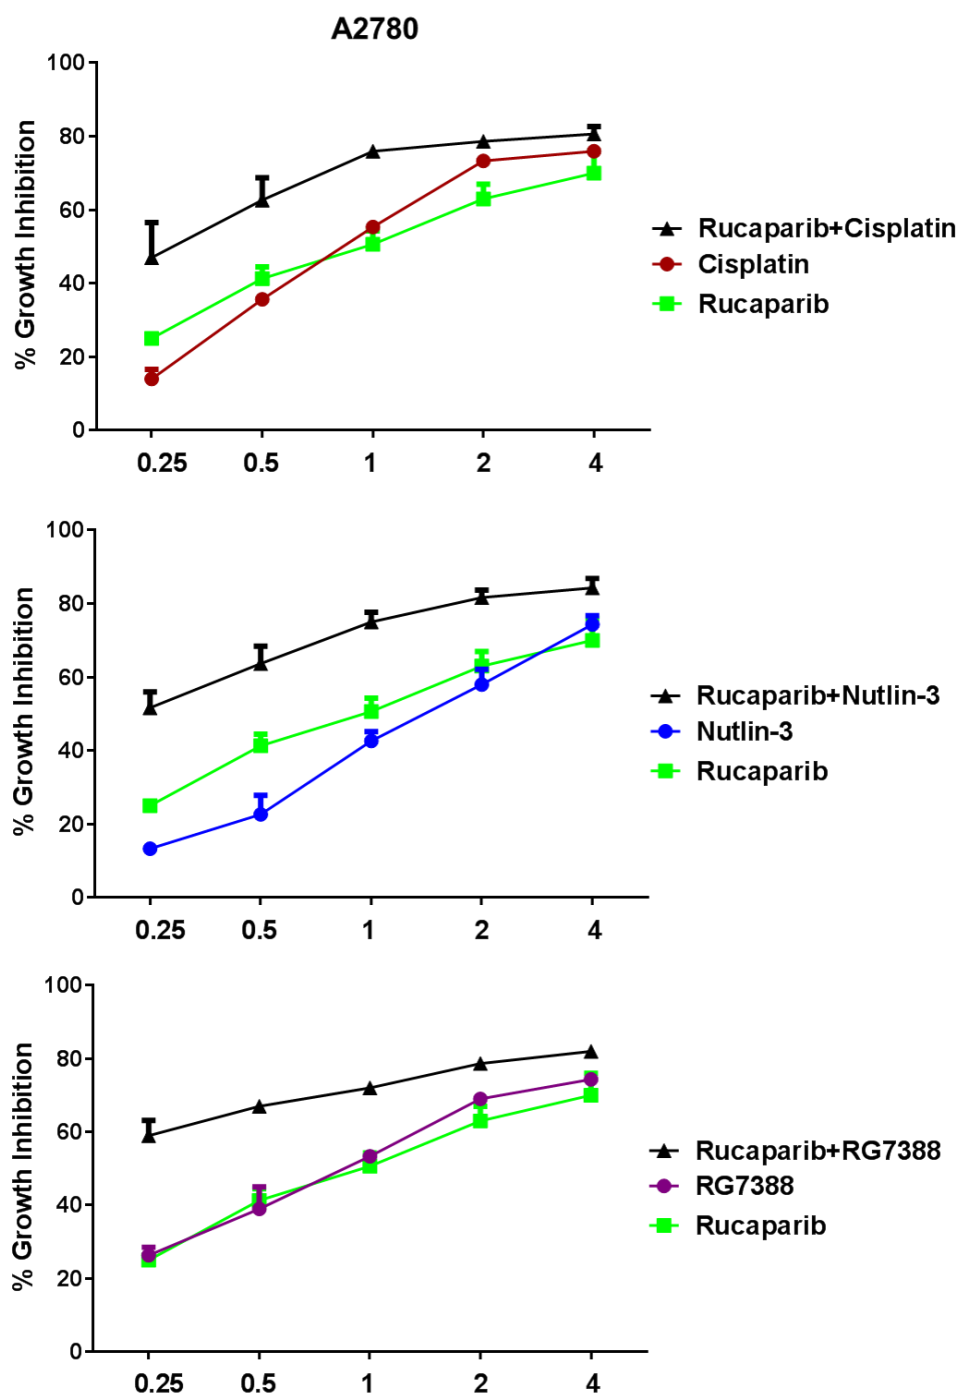 A2780
% Growth Inhibition
100
80
60
40
20
0
0.25 0.5 1 2 4
Rucaparib+Cisplatin
Cisplatin
Rucaparib
% Growth Inhibition
100
80
60
40
20
0
0.25 0.5 1 2 4
Rucaparib+Nutlin-3
Nutlin-3
Rucaparib
% Growth Inhibition
100
80
60
40
20
0
0.25 0.5 1 2 4
Rucaparib+RG7388
RG7388
Rucaparib